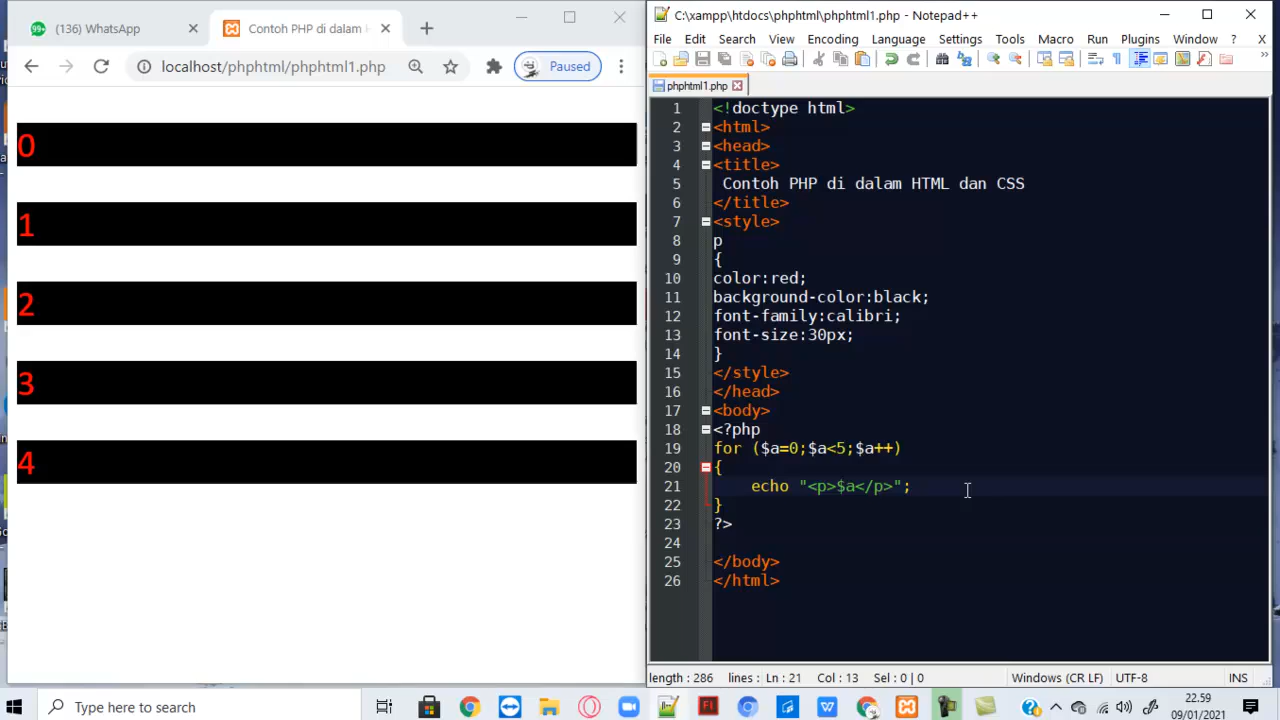 (136) WhatsApp
Contoh PHP di dalam
localhost/phphtml/phphtml1.php
Paused
0
1
2
3
4
C:\xampp\htdocs\phphtml\phphtml1.php - Notepad++
File Edit Search View Encoding Language Settings Tools Macro Run Plugins Window ? X
phphtml1.php
1 <!doctype html>
2 <html>
3 <head>
4 <title>
5 Contoh PHP di dalam HTML dan CSS
6 </title>
7 <style>
8 p
9 {
10 color:red;
11 background-color:black;
12 font-family:calibri;
13 font-size:30px;
14 }
15 </style>
16 </head>
17 <body>
18 <?php
19 for ($a=0;$a<5;$a++)
20 {
21 echo "<p>$a</p>";
22 }
23 ?>
24
25 </body>
26 </html>
length : 286 lines : Ln : 21 Col : 13 Sel : 0 | 0 Windows (CR LF) UTF-8 INS
Type here to search
22.59
09/01/2021